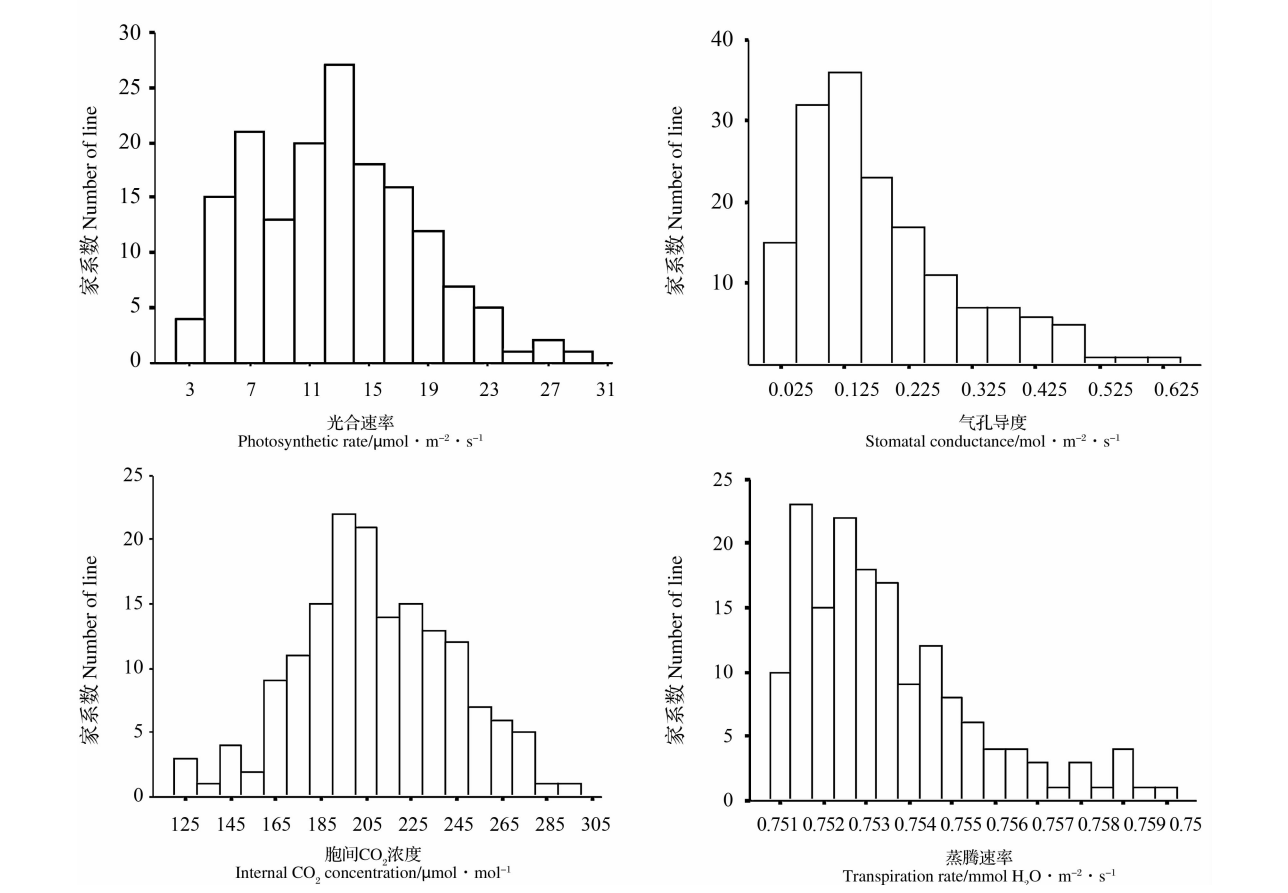 30
25
20
15
10
5
0
家系数 Number of line
3 7 11 15 19 23 27 31
光合速率
Photosynthetic rate/μmol·m⁻²·s⁻¹
40
30
20
10
家系数 Number of line
0.025 0.125 0.225 0.325 0.425 0.525 0.625
气孔导度
Stomatal conductance/mol·m⁻²·s⁻¹
25
20
15
10
5
0
家系数 Number of line
125 145 165 185 205 225 245 265 285 305
胞间CO₂浓度
Internal CO₂ concentration/μmol·mol⁻¹
25
20
15
10
5
0
家系数 Number of line
0.751 0.752 0.753 0.754 0.755 0.756 0.757 0.758 0.759 0.75
蒸腾速率
Transpiration rate/mmol H₂O·m⁻²·s⁻¹